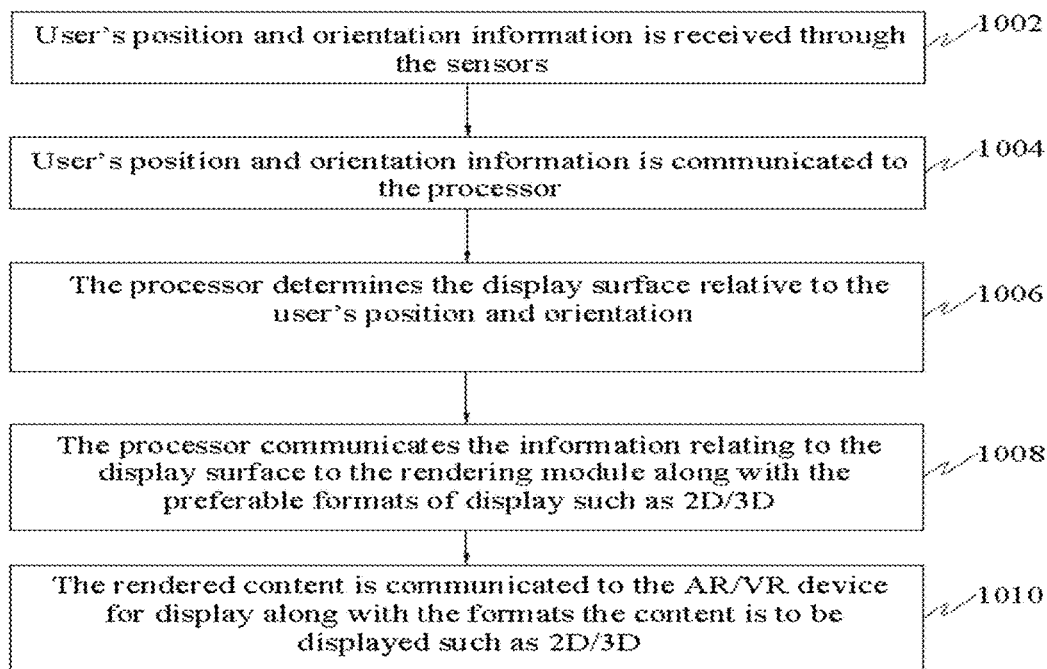 User's position and orientation information is received through
the sensors
1002
User's position and orientation information is communicated to
the processor
1004
The processor determines the display surface relative to the
user's position and orientation
1006
The processor communicates the information relating to the
display surface to the rendering module along with the
preferable formats of display such as 2D/3D
1008
The rendered content is communicated to the AR/VR device
for display along with the formats the content is to be
displayed such as 2D/3D
1010